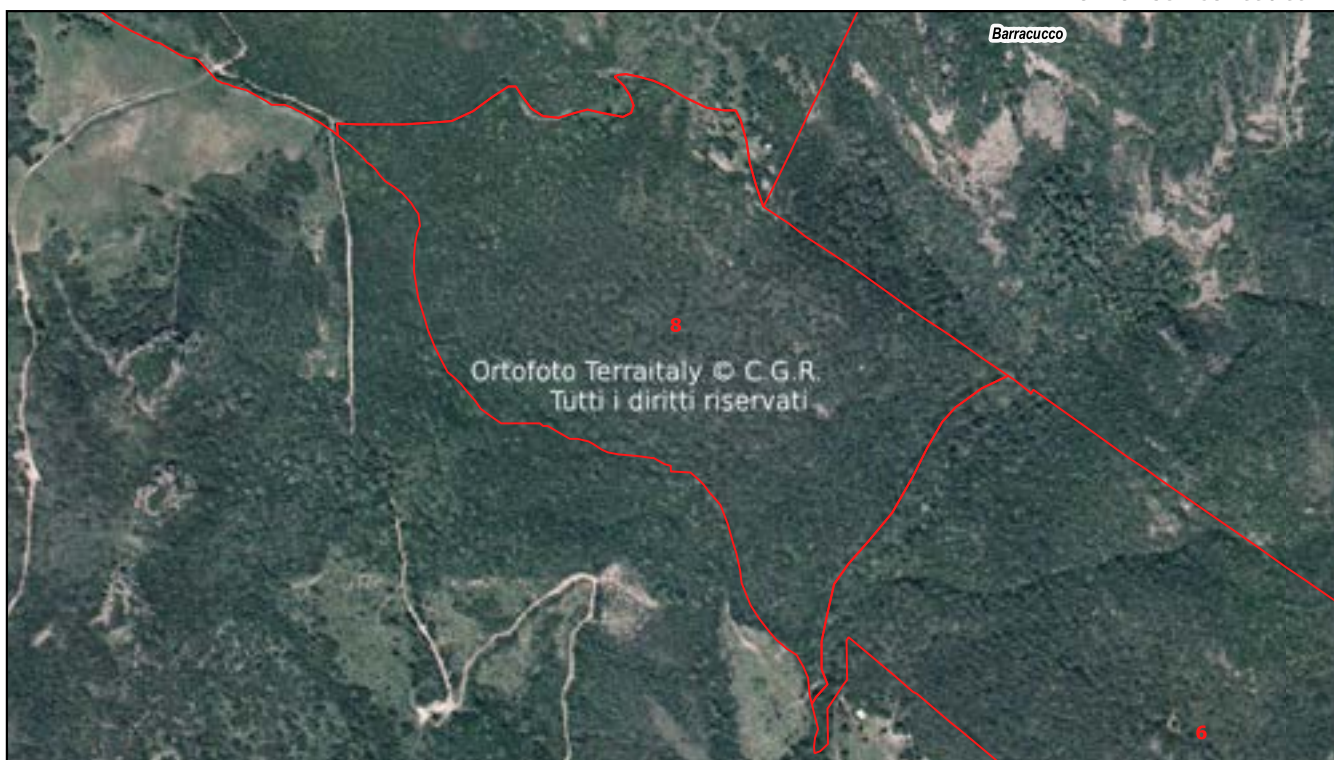 Barracucco
8
Ortofoto Terraitaly © C.G.R.
Tutti i diritti riservati
6